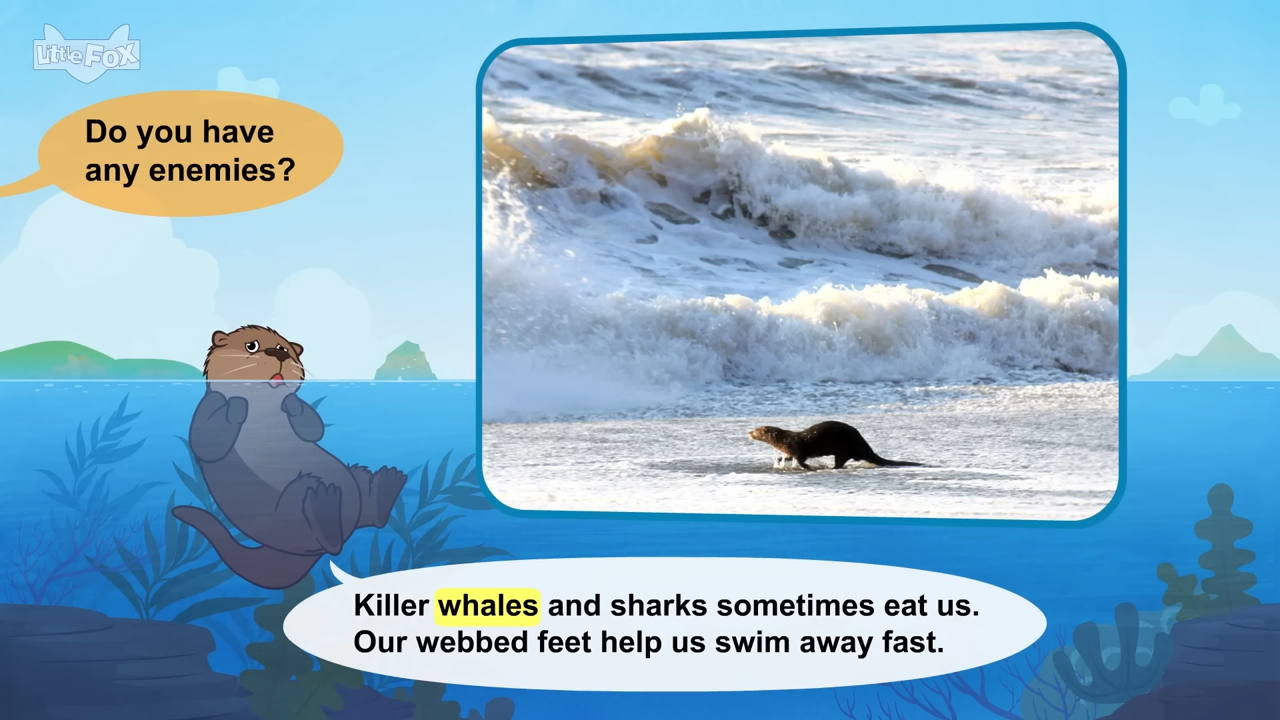 Little Fox
Do you have
any enemies?
Killer whales and sharks sometimes eat us.
Our webbed feet help us swim away fast.